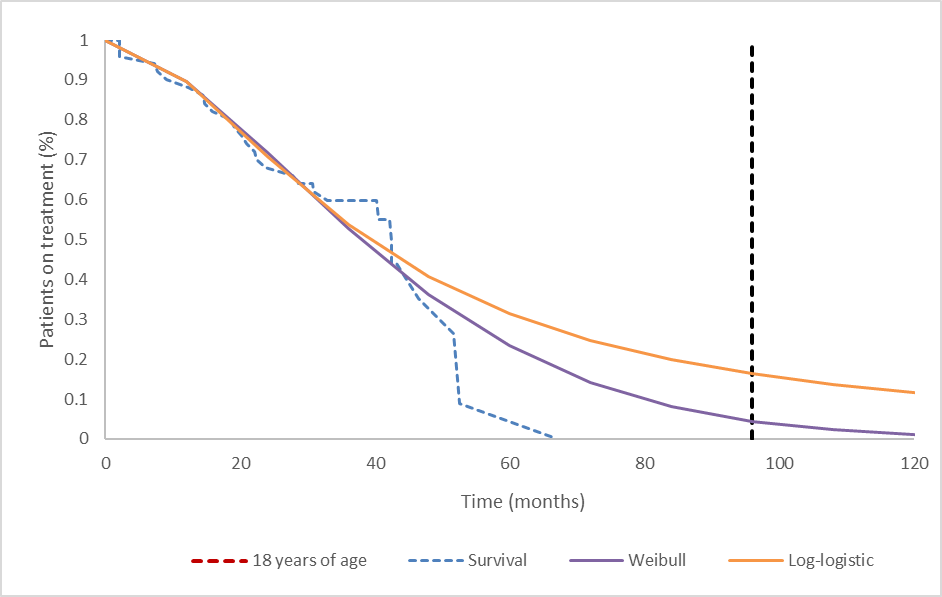 Patients on treatment (%)
1
0.9
0.8
0.7
0.6
0.5
0.4
0.3
0.2
0.1
0
0 20 40 60 80 100 120
Time (months)
18 years of age Survival Weibull Log-logistic